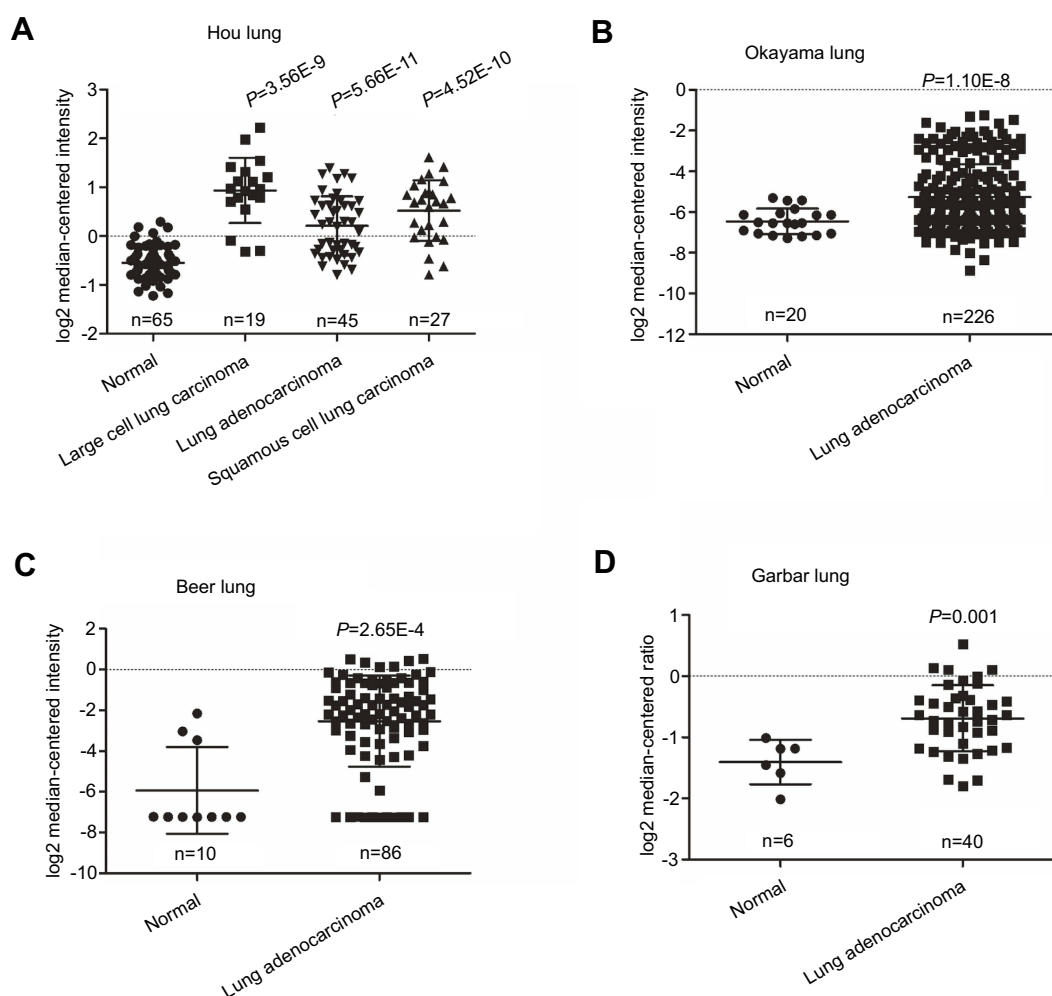 A
Hou lung
P=3.56E-9
P=5.66E-11
P=4.52E-10
log2 median-centered intensity
3
2
1
0
-1
-2
n=65
n=19
n=45
n=27
Normal
Large cell lung carcinoma
Lung adenocarcinoma
Squamous cell lung carcinoma
B
Okayama lung
P=1.10E-8
log2 median-centered intensity
0
-2
-4
-6
-8
-10
-12
n=20
n=226
Normal
Lung adenocarcinoma
C
Beer lung
P=2.65E-4
log2 median-centered intensity
2
0
-2
-4
-6
-8
-10
n=10
n=86
Normal
Lung adenocarcinoma
D
Garbar lung
P=0.001
log2 median-centered ratio
1
0
-1
-2
-3
n=6
n=40
Normal
Lung adenocarcinoma